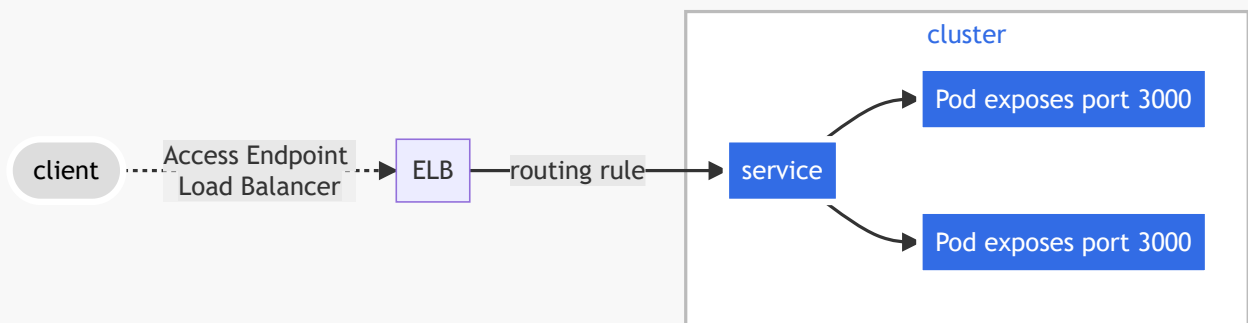 cluster
Pod exposes port 3000
client
Access Endpoint
Load Balancer
ELB
routing rule
service
Pod exposes port 3000